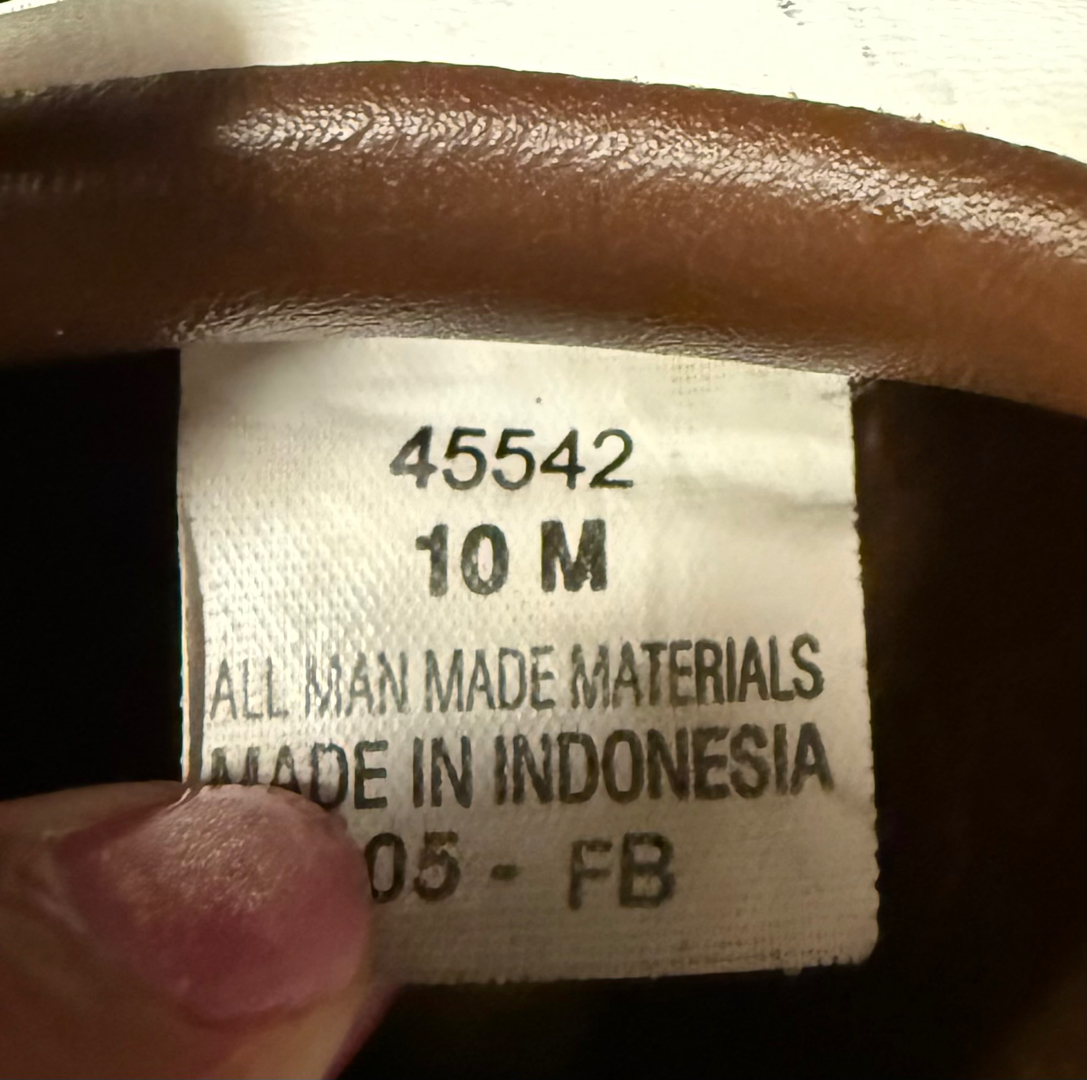 45542
10 M
ALL MAN MADE MATERIALS
MADE IN INDONESIA
05 - FB